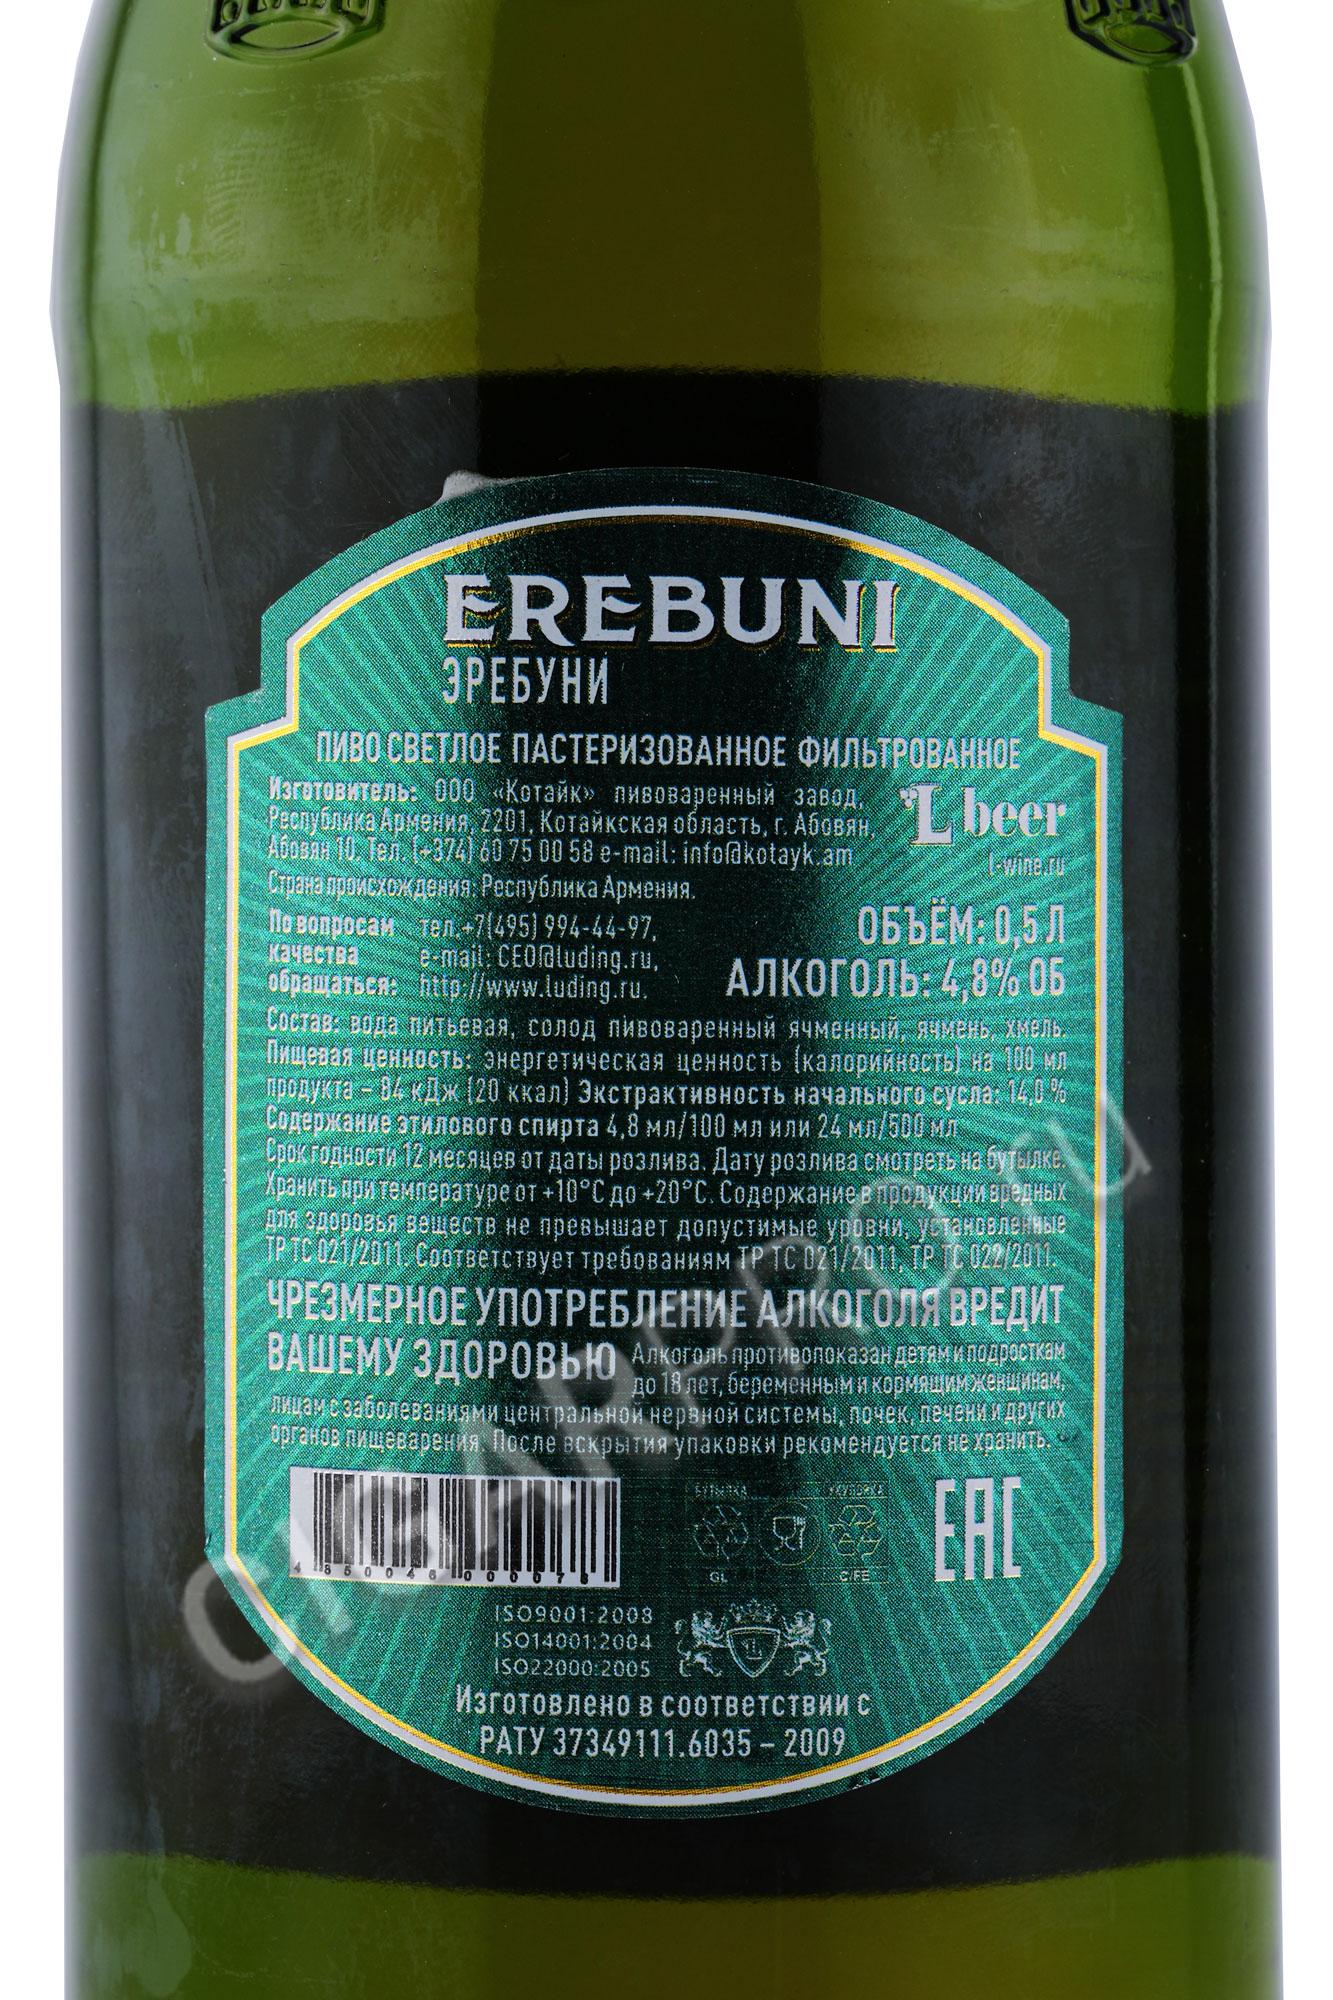 EREBUNI
ЭРЕБУНИ
ПИВО СВЕТЛОЕ ПАСТЕРИЗОВАННОЕ ФИЛЬТРОВАННОЕ
Изготовитель: ООО «Котайк» пивоваренный завод,
Республика Армения, 2201, Котайкская область, г. Абовян,
Абовян 10. Тел. (+374) 60 75 00 58 e-mail: info@kotayk.am
L beer
l-wine.ru
Страна происхождения: Республика Армения.
По вопросам тел.+7(495) 994-44-97,
качества e-mail: CEO@luding.ru,
обращаться: http://www.luding.ru.
ОБЪЁМ: 0,5 Л
АЛКОГОЛЬ: 4,8% ОБ
Состав: вода питьевая, солод пивоваренный ячменный, ячмень, хмель.
Пищевая ценность: энергетическая ценность (калорийность) на 100 мл
продукта – 84 кДж (20 ккал) Экстрактивность начального сусла: 14,0 %
Содержание этилового спирта 4,8 мл/100 мл или 24 мл/500 мл
Срок годности 12 месяцев от даты розлива. Дату розлива смотреть на бутылке.
Хранить при температуре от +10°C до +20°C. Содержание в продукции вредных
для здоровья веществ не превышает допустимые уровни, установленные
ТР ТС 021/2011. Соответствует требованиям ТР ТС 021/2011, ТР ТС 022/2011.
ЧРЕЗМЕРНОЕ УПОТРЕБЛЕНИЕ АЛКОГОЛЯ ВРЕДИТ
ВАШЕМУ ЗДОРОВЬЮ Алкоголь противопоказан детям и подросткам
до 18 лет, беременным и кормящим женщинам,
лицам с заболеваниями центральной нервной системы, почек, печени и других
органов пищеварения. После вскрытия упаковки рекомендуется не хранить.
БУТЫЛКА УКУПОРКА
GL C/FE
EAC
4850046000076
ISO9001:2008
ISO14001:2004
ISO22000:2005
Изготовлено в соответствии с
РАТУ 37349111.6035 – 2009
CIGARPRO.ru